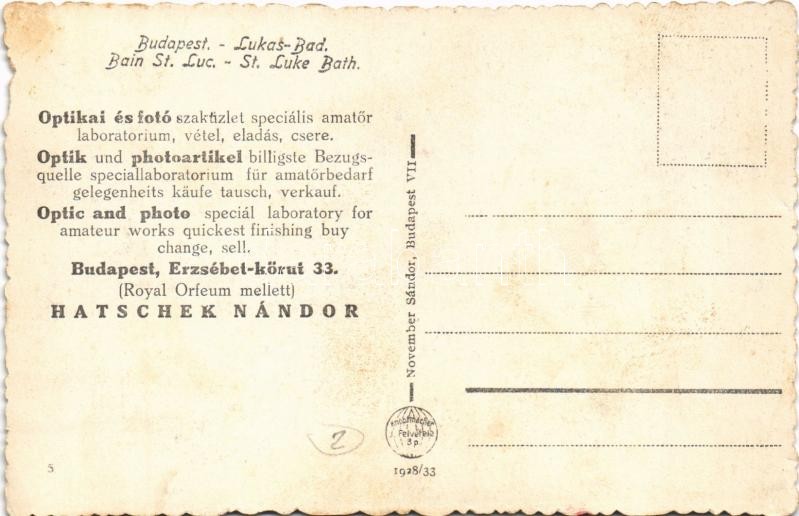 Budapest. - Lukas-Bad.
Bain St. Luc. - St. Luke Bath.
Optikai és fotó szaküzlet speciális amatőr
laboratorium, vétel, eladás, csere.
Optik und photoartikel billigste Bezugs-
quelle speciallaboratorium für amatőrbedarf
gelegenheits käufe tausch, verkauf.
Optic and photo speciál laboratory for
amateur works quickest finishing buy
change, sell.
Budapest, Erzsébet-körut 33.
(Royal Orfeum mellett)
HATSCHEK NÁNDOR
November Sándor, Budapest VII
Felvétele
Bp.
1928/33
2
5